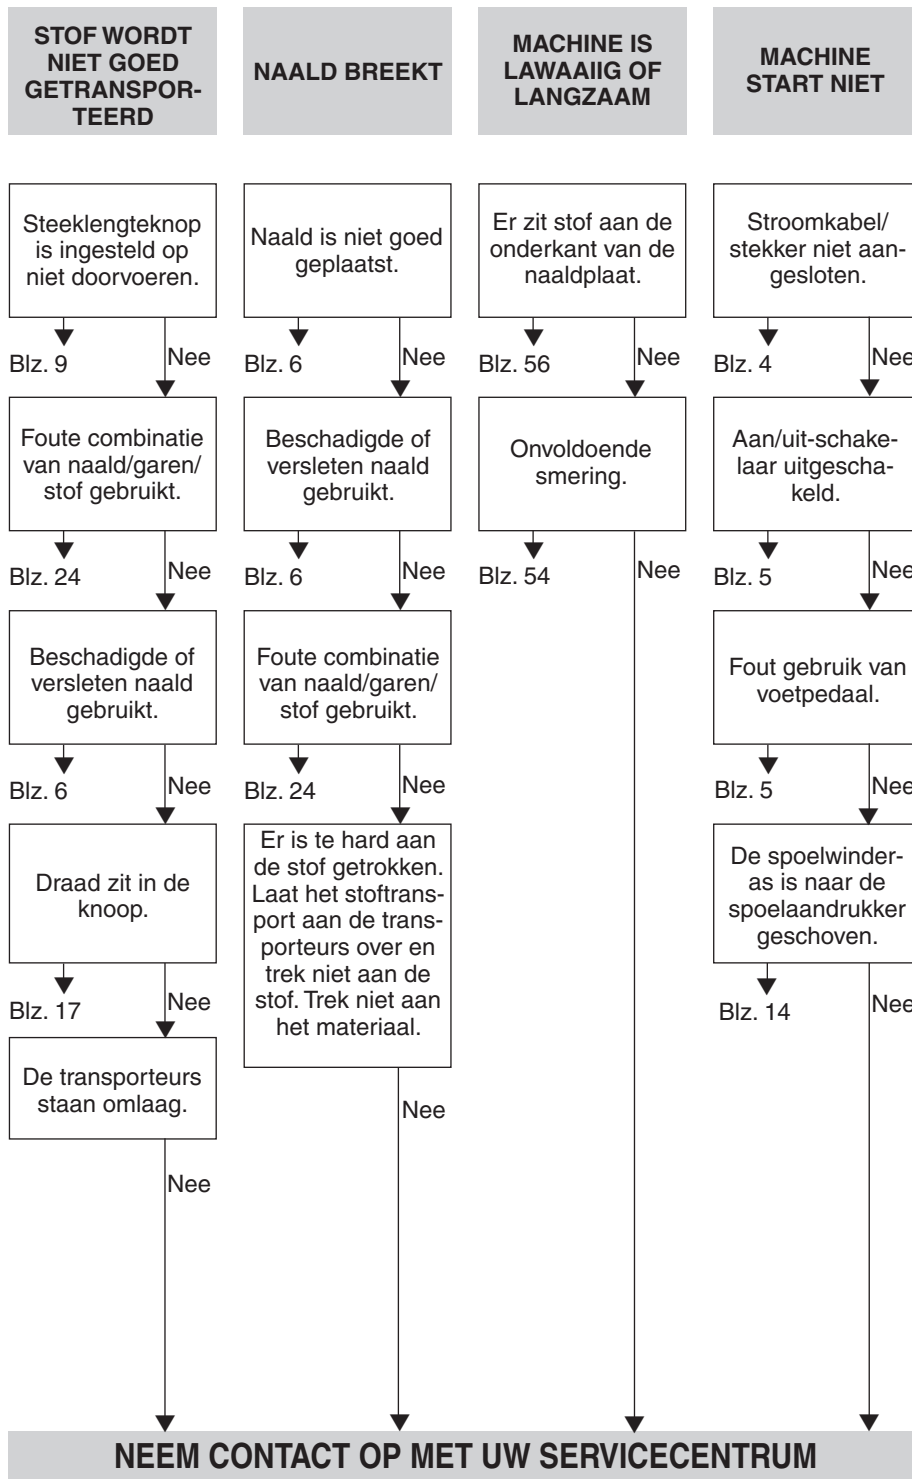 STOF WORDT
NIET GOED
GETRANSPOR-
TEERD
Steeklengteknop
is ingesteld op
niet doorvoeren.
Blz. 9
Nee
Foute combinatie
van naald/garen/
stof gebruikt.
Blz. 24
Nee
Beschadigde of
versleten naald
gebruikt.
Blz. 6
Nee
Draad zit in de
knoop.
Blz. 17
Nee
De transporteurs
staan omlaag.
Nee
NAALD BREEKT
Naald is niet goed
geplaatst.
Blz. 6
Nee
Beschadigde of
versleten naald
gebruikt.
Blz. 6
Nee
Foute combinatie
van naald/garen/
stof gebruikt.
Blz. 24
Nee
Er is te hard aan
de stof getrokken.
Laat het stoftrans-
port aan de trans-
porteurs over en
trek niet aan de
stof. Trek niet aan
het materiaal.
Nee
MACHINE IS
LAWAAIIG OF
LANGZAAM
Er zit stof aan de
onderkant van de
naaldplaat.
Blz. 56
Nee
Onvoldoende
smering.
Blz. 54
Nee
MACHINE
START NIET
Stroomkabel/
stekker niet aan-
gesloten.
Blz. 4
Nee
Aan/uit-schake-
laar uitgescha-
keld.
Blz. 5
Nee
Fout gebruik van
voetpedaal.
Blz. 5
Nee
De spoelwinder-
as is naar de
spoelaandrukker
geschoven.
Blz. 14
Nee
NEEM CONTACT OP MET UW SERVICECENTRUM